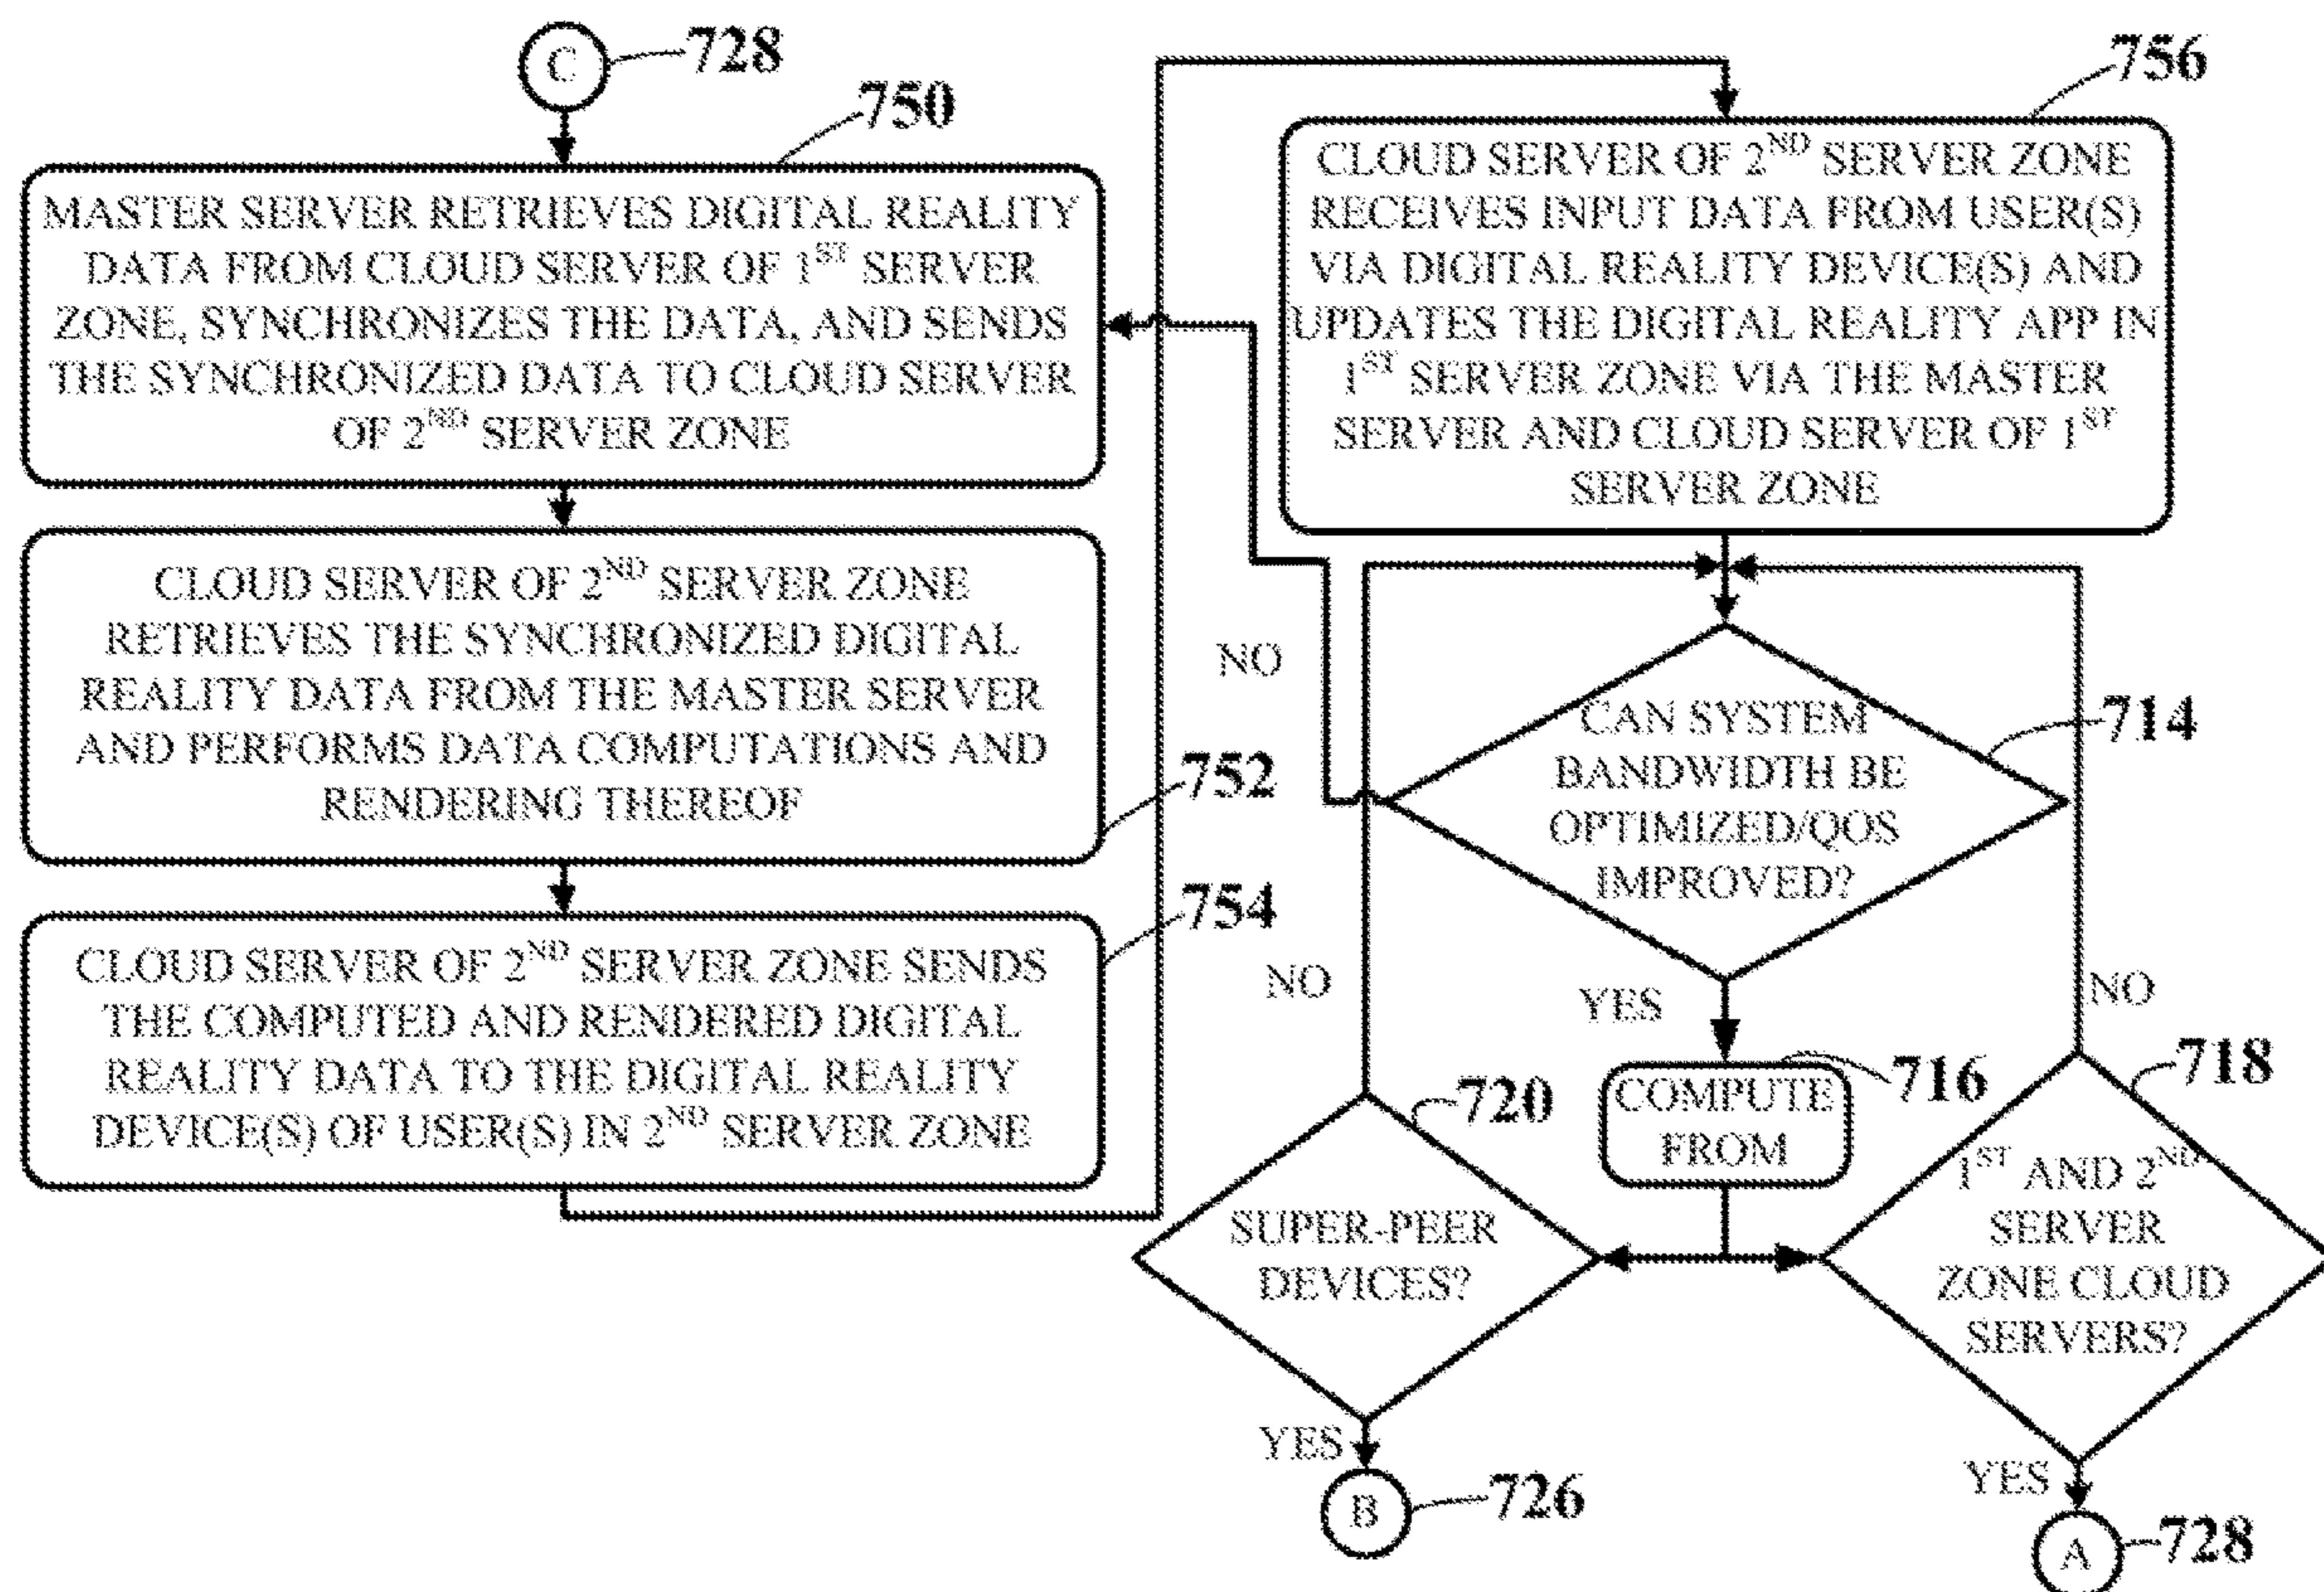 C
728
750
MASTER SERVER RETRIEVES DIGITAL REALITY
DATA FROM CLOUD SERVER OF 1ST SERVER
ZONE, SYNCHRONIZES THE DATA, AND SENDS
THE SYNCHRONIZED DATA TO CLOUD SERVER
OF 2ND SERVER ZONE
CLOUD SERVER OF 2ND SERVER ZONE
RETRIEVES THE SYNCHRONIZED DIGITAL
REALITY DATA FROM THE MASTER SERVER
AND PERFORMS DATA COMPUTATIONS AND
RENDERING THEREOF
752
754
CLOUD SERVER OF 2ND SERVER ZONE SENDS
THE COMPUTED AND RENDERED DIGITAL
REALITY DATA TO THE DIGITAL REALITY
DEVICE(S) OF USER(S) IN 2ND SERVER ZONE
756
CLOUD SERVER OF 2ND SERVER ZONE
RECEIVES INPUT DATA FROM USER(S)
VIA DIGITAL REALITY DEVICE(S) AND
UPDATES THE DIGITAL REALITY APP IN
1ST SERVER ZONE VIA THE MASTER
SERVER AND CLOUD SERVER OF 1ST
SERVER ZONE
NO
714
CAN SYSTEM
BANDWIDTH BE
OPTIMIZED/QOS
IMPROVED?
YES
716
COMPUTE
FROM
NO
720
SUPER-PEER
DEVICES?
YES
B
726
NO
718
1ST AND 2ND
SERVER
ZONE CLOUD
SERVERS?
YES
A
728